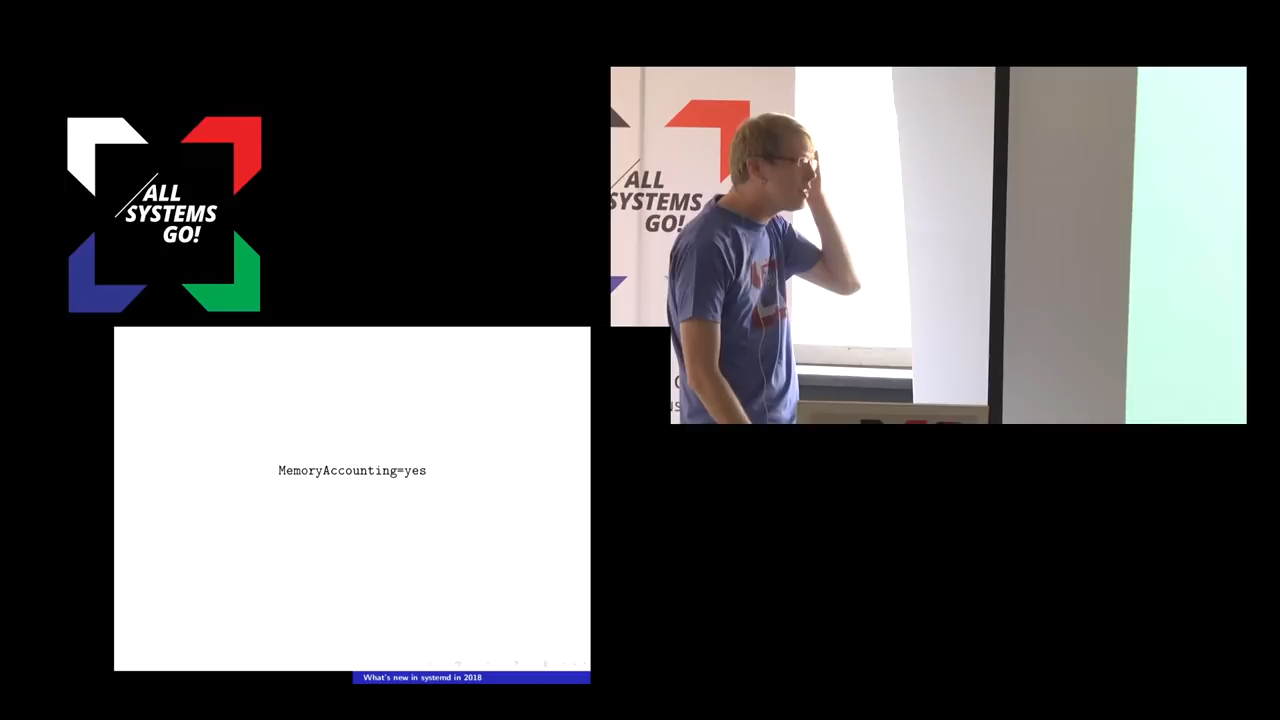 ALL
SYSTEMS
GO!
ALL
SYSTEMS
GO!
MemoryAccounting=yes
What's new in systemd in 2018